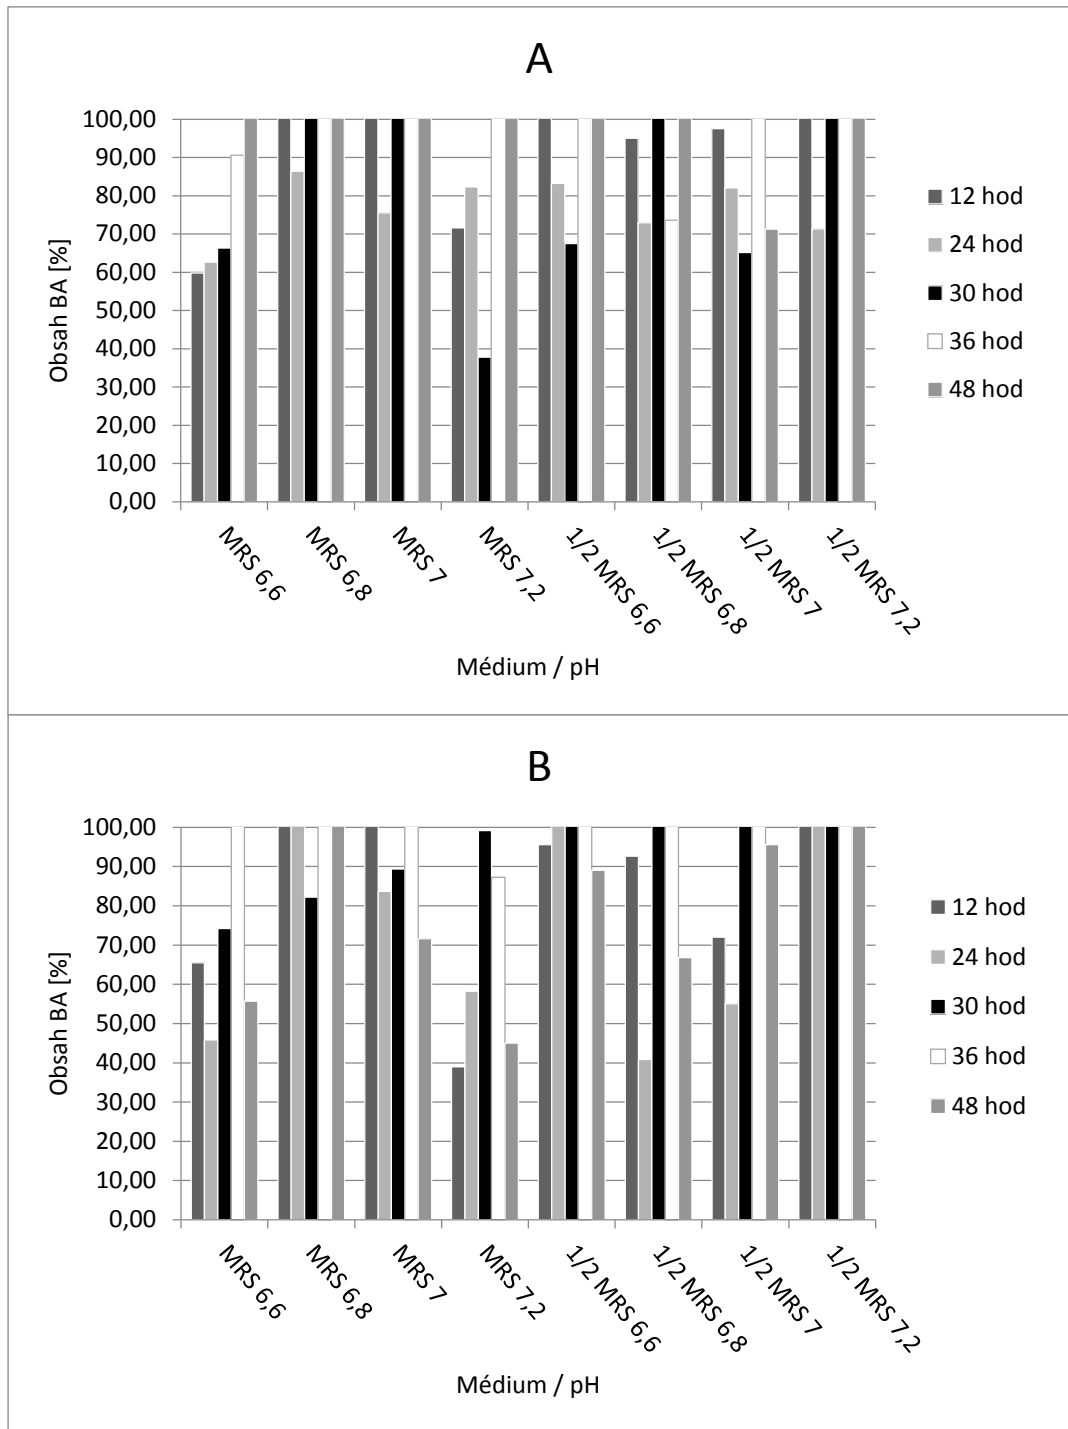 A
100,00
90,00
80,00
70,00
60,00
50,00
40,00
30,00
20,00
10,00
0,00
Obsah BA [%]
MRS 6,6
MRS 6,8
MRS 7
MRS 7,2
1/2 MRS 6,6
1/2 MRS 6,8
1/2 MRS 7
1/2 MRS 7,2
Médium / pH
12 hod
24 hod
30 hod
36 hod
48 hod
B
100,00
90,00
80,00
70,00
60,00
50,00
40,00
30,00
20,00
10,00
0,00
Obsah BA [%]
MRS 6,6
MRS 6,8
MRS 7
MRS 7,2
1/2 MRS 6,6
1/2 MRS 6,8
1/2 MRS 7
1/2 MRS 7,2
Médium / pH
12 hod
24 hod
30 hod
36 hod
48 hod